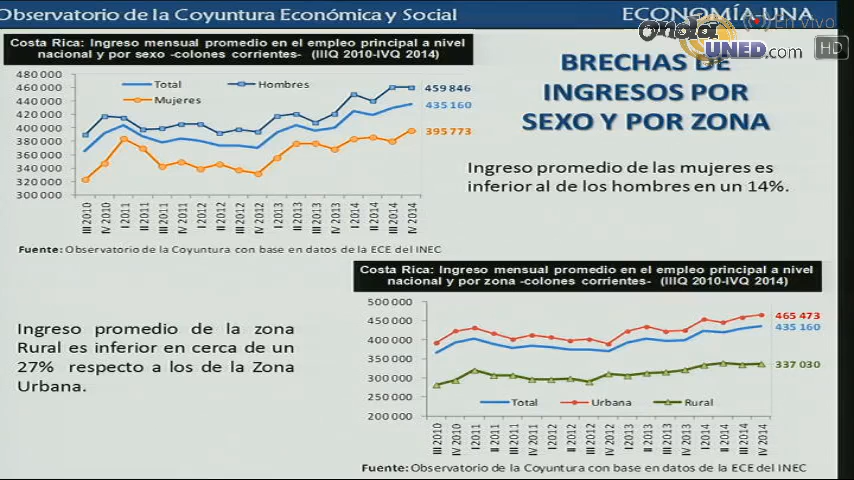 Observatorio de la Coyuntura Económica y Social
ECONOMÍA-UNA
En vivo
Onda
UNED.com
HD
Costa Rica: Ingreso mensual promedio en el empleo principal a nivel
nacional y por sexo -colones corrientes- (IIIQ 2010-IVQ 2014)
480 000
460 000
440 000
420 000
400 000
380 000
360 000
340 000
320 000
300 000
Total
Hombres
Mujeres
459 846
435 160
395 773
III 2010
IV 2010
I 2011
II 2011
III 2011
IV 2011
I 2012
II 2012
III 2012
IV 2012
I 2013
II 2013
III 2013
IV 2013
I 2014
II 2014
III 2014
IV 2014
Fuente: Observatorio de la Coyuntura con base en datos de la ECE del INEC
BRECHAS DE
INGRESOS POR
SEXO Y POR ZONA
Ingreso promedio de las mujeres es
inferior al de los hombres en un 14%.
Ingreso promedio de la zona
Rural es inferior en cerca de un
27% respecto a los de la Zona
Urbana.
Costa Rica: Ingreso mensual promedio en el empleo principal a nivel
nacional y por zona -colones corrientes- (IIIQ 2010-IVQ 2014)
500 000
450 000
400 000
350 000
300 000
250 000
200 000
465 473
435 160
337 030
Total
Urbana
Rural
III 2010
IV 2010
I 2011
II 2011
III 2011
IV 2011
I 2012
II 2012
III 2012
IV 2012
I 2013
II 2013
III 2013
IV 2013
I 2014
II 2014
III 2014
IV 2014
Fuente: Observatorio de la Coyuntura con base en datos de la ECE del INEC